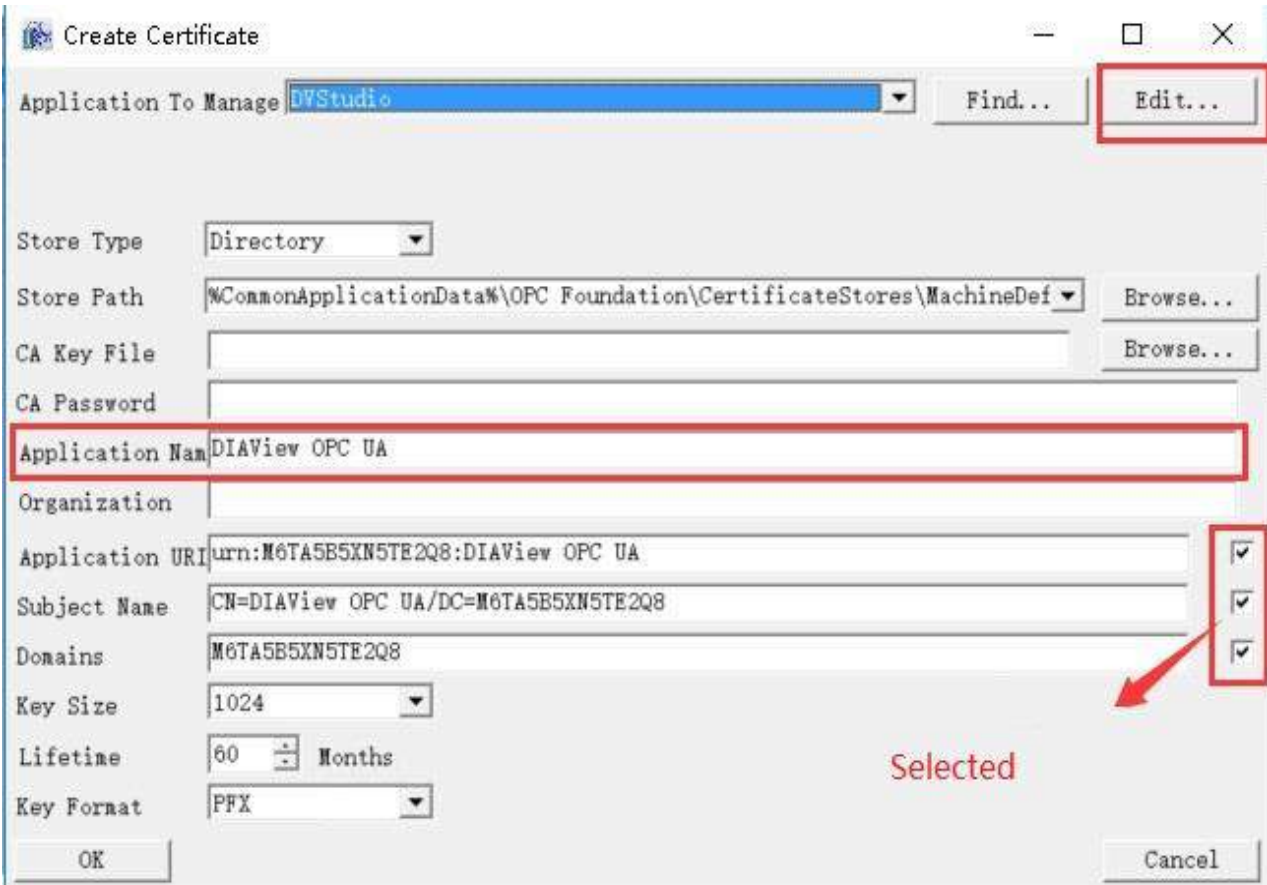 Create Certificate
Application To Manage DVStudio Find... Edit...
Store Type Directory
Store Path %CommonApplicationData%\OPC Foundation\CertificateStores\MachineDef Browse...
CA Key File Browse...
CA Password
Application Nam DIAView OPC UA
Organization
Application URI urn:M6TA5B5XN5TE2Q8:DIAView OPC UA
Subject Name CN=DIAView OPC UA/DC=M6TA5B5XN5TE2Q8
Domains M6TA5B5XN5TE2Q8
Key Size 1024
Lifetime 60 Months
Selected
Key Format PFX
OK Cancel